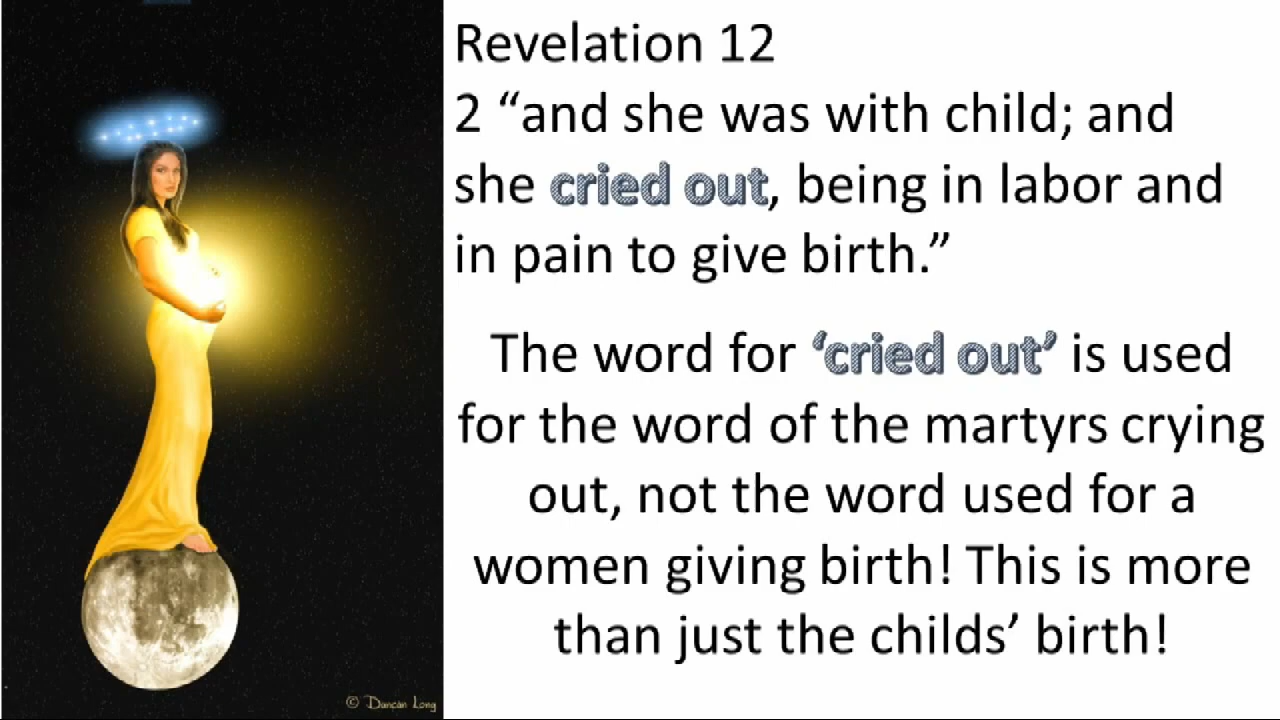 Revelation 12
2 “and she was with child; and
she cried out, being in labor and
in pain to give birth.”
The word for ‘cried out’ is used
for the word of the martyrs crying
out, not the word used for a
women giving birth! This is more
than just the childs’ birth!
© Duncan Long